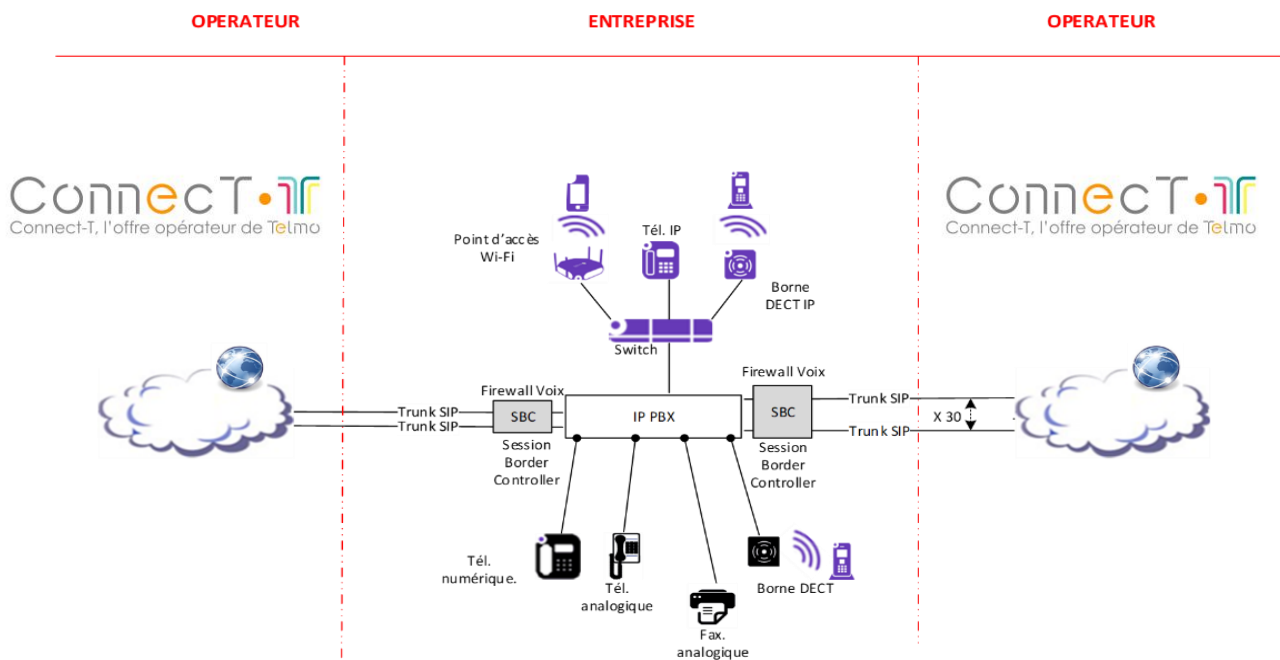 OPERATEUR
ENTREPRISE
OPERATEUR
ConnecT
Connect-T, l'offre opérateur de Telmo
ConnecT
Connect-T, l'offre opérateur de Telmo
Point d'accès
Wi-Fi
Tél. IP
Borne
DECT IP
Switch
Firewall Voix
Firewall Voix
Trunk SIP
Trunk SIP
SBC
IP PBX
SBC
Trunk SIP
Trunk SIP
X 30
Session
Border
Controller
Session
Border
Controller
Tél.
numérique.
Tél.
analogique
Borne DECT
Fax.
analogique